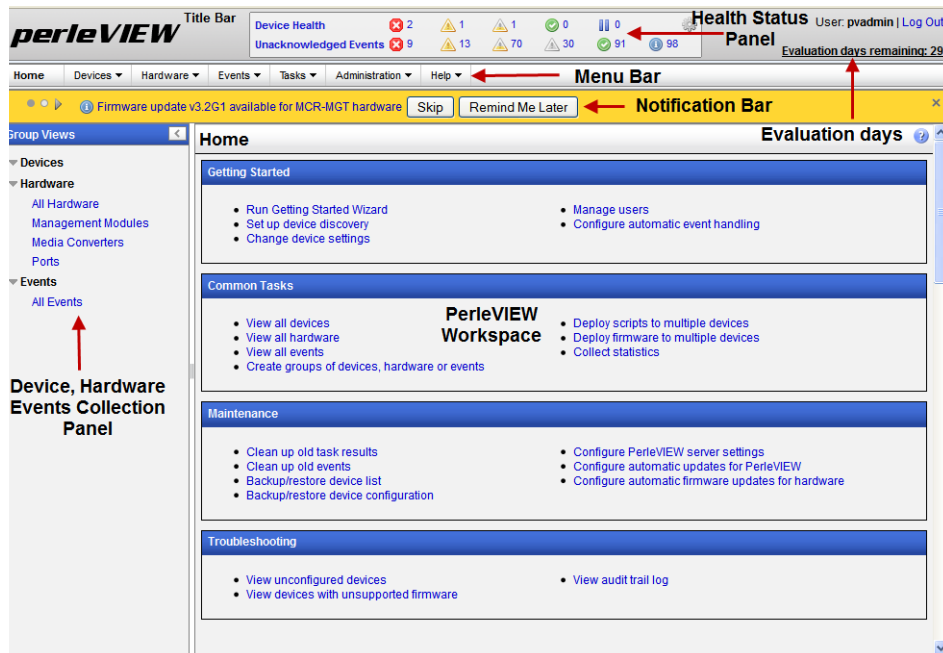 perleVIEW
Title Bar
Device Health 2 1 1 0 0
Unacknowledged Events 9 13 70 30 91 98
Health Status Panel
User: pvadmin | Log Out
Evaluation days remaining: 29
Home Devices Hardware Events Tasks Administration Help
Menu Bar
Firmware update v3.2G1 available for MCR-MGT hardware Skip Remind Me Later
Notification Bar
Group Views
Devices
Hardware
All Hardware
Management Modules
Media Converters
Ports
Events
All Events
Device, Hardware
Events Collection
Panel
Home
Evaluation days
Getting Started
Run Getting Started Wizard
Set up device discovery
Change device settings
Manage users
Configure automatic event handling
Common Tasks
View all devices
View all hardware
View all events
Create groups of devices, hardware or events
PerleVIEW
Workspace
Deploy scripts to multiple devices
Deploy firmware to multiple devices
Collect statistics
Maintenance
Clean up old task results
Clean up old events
Backup/restore device list
Backup/restore device configuration
Configure PerleVIEW server settings
Configure automatic updates for PerleVIEW
Configure automatic firmware updates for hardware
Troubleshooting
View unconfigured devices
View devices with unsupported firmware
View audit trail log